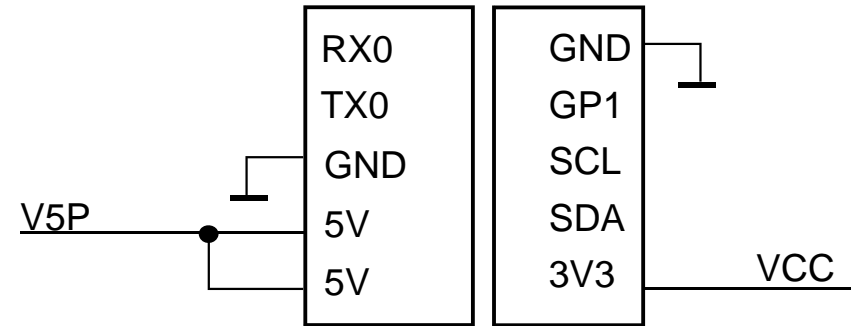 RX0
TX0
GND
5V
5V
V5P
GND
GP1
SCL
SDA
3V3
VCC